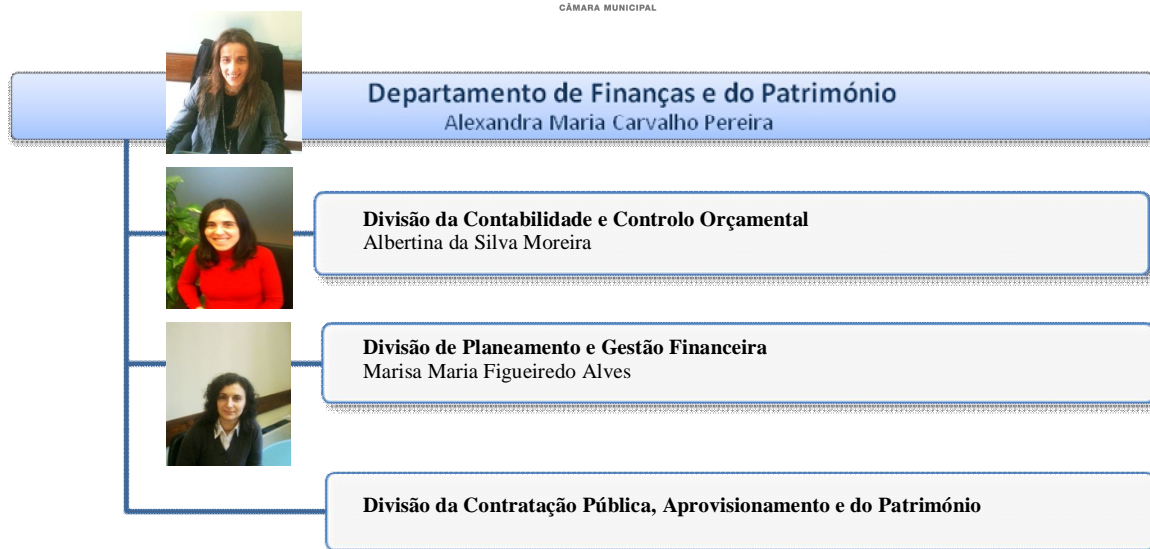 CÂMARA MUNICIPAL
Departamento de Finanças e do Património
Alexandra Maria Carvalho Pereira
Divisão da Contabilidade e Controlo Orçamental
Albertina da Silva Moreira
Divisão de Planeamento e Gestão Financeira
Marisa Maria Figueiredo Alves
Divisão da Contratação Pública, Aprovisionamento e do Património